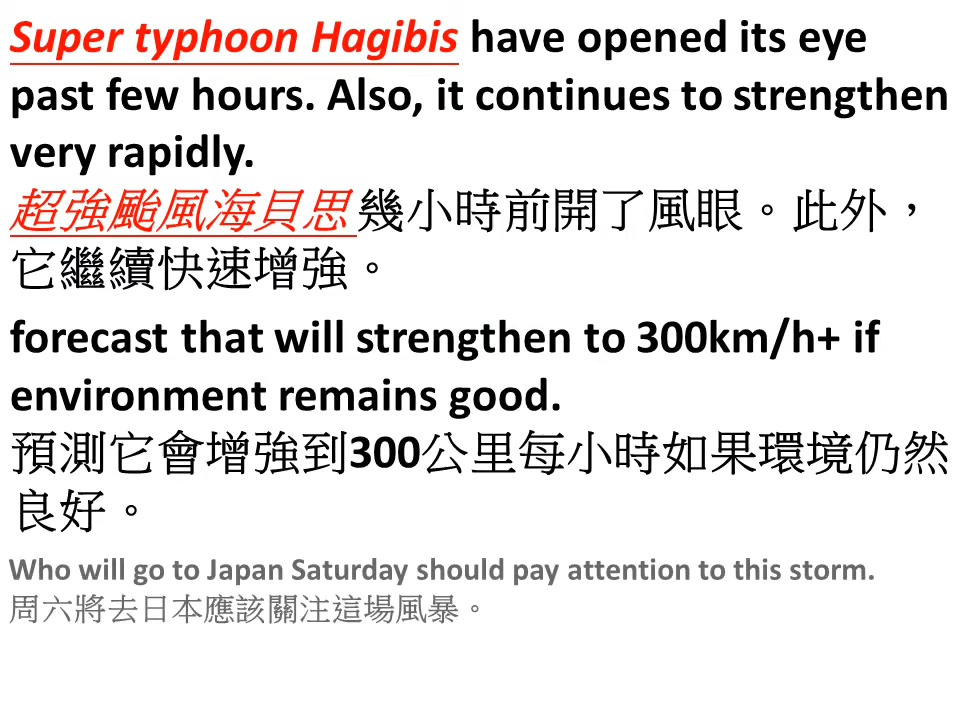 Super typhoon Hagibis have opened its eye
past few hours. Also, it continues to strengthen
very rapidly.
超強颱風海貝思 幾小時前開了風眼。此外，
它繼續快速增強。
forecast that will strengthen to 300km/h+ if
environment remains good.
預測它會增強到300公里每小時如果環境仍然
良好。
Who will go to Japan Saturday should pay attention to this storm.
周六將去日本應該關注這場風暴。